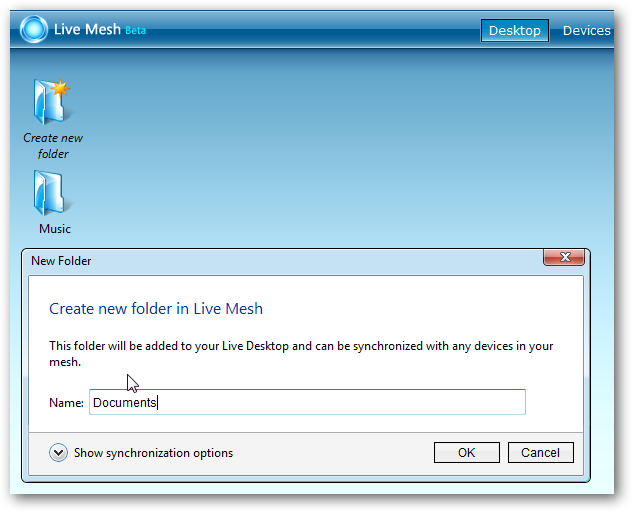 Live Mesh Beta
Desktop Devices
Create new
folder
Music
New Folder
Create new folder in Live Mesh
This folder will be added to your Live Desktop and can be synchronized with any devices in your
mesh.
Name: Documents
Show synchronization options
OK Cancel